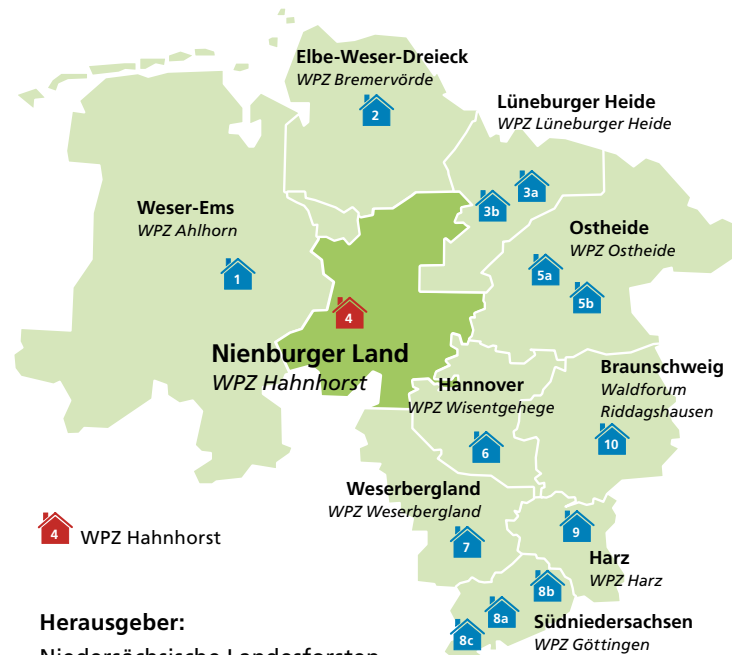 Elbe-Weser-Dreieck
WPZ Bremervörde
2
Lüneburger Heide
WPZ Lüneburger Heide
3a
3b
Weser-Ems
WPZ Ahlhorn
1
Ostheide
WPZ Ostheide
5a
5b
4
Nienburger Land
WPZ Hahnhorst
Hannover
WPZ Wisentgehege
6
Braunschweig
Waldforum
Riddagshausen
10
Weserbergland
WPZ Weserbergland
7
4 WPZ Hahnhorst
9
Harz
WPZ Harz
8b
8a
8c
Südniedersachsen
WPZ Göttingen
Herausgeber:
Niedersächsische Landesforsten